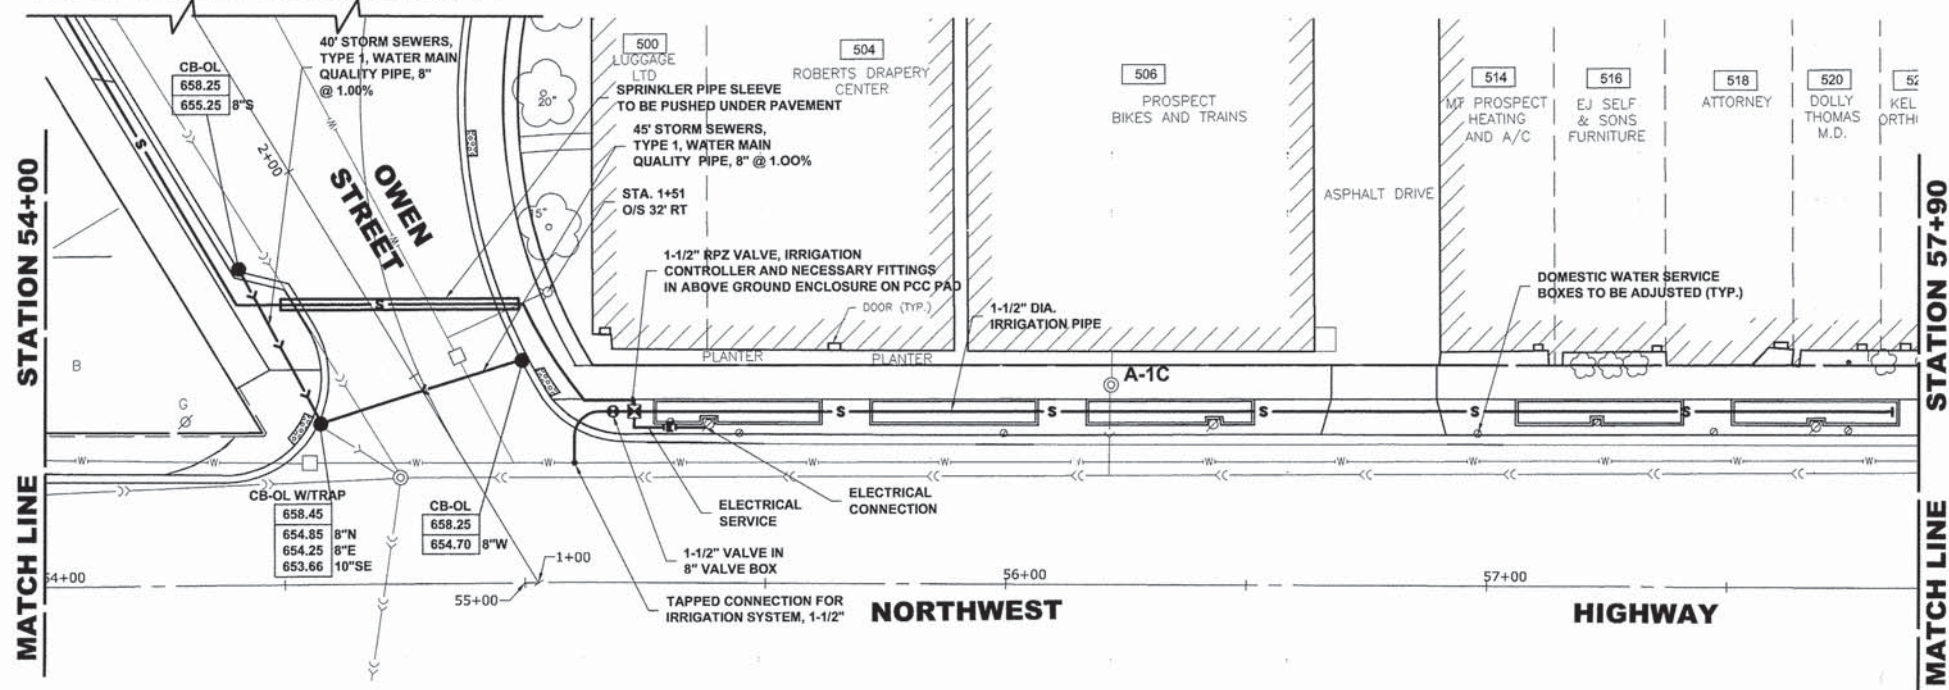 40' STORM SEWERS,
TYPE 1, WATER MAIN
QUALITY PIPE, 8"
@ 1.00%
CB-OL
658.25
655.25 8"S
2+00
OWEN
STREET
500
LUGGAGE
LTD
504
ROBERTS DRAPERY
CENTER
SPRINKLER PIPE SLEEVE
TO BE PUSHED UNDER PAVEMENT
45' STORM SEWERS,
TYPE 1, WATER MAIN
QUALITY PIPE, 8" @ 1.00%
STA. 1+51
O/S 32' RT
20"
15"
506
PROSPECT
BIKES AND TRAINS
ASPHALT DRIVE
514
MT PROSPECT
HEATING
AND A/C
516
EJ SELF
& SONS
FURNITURE
518
ATTORNEY
520
DOLLY
THOMAS
M.D.
52
KEL
ORTH
1-1/2" RPZ VALVE, IRRIGATION
CONTROLLER AND NECESSARY FITTINGS
IN ABOVE GROUND ENCLOSURE ON PCC PAD
DOOR (TYP.)
1-1/2" DIA.
IRRIGATION PIPE
DOMESTIC WATER SERVICE
BOXES TO BE ADJUSTED (TYP.)
PLANTER
PLANTER
A-1C
B
G
S
S
S
S
S
S
S
W
W
W
W
W
W
W
W
W
W
W
CB-OL W/TRAP
658.45
654.85 8"N
654.25 8"E
653.66 10"SE
CB-OL
658.25
654.70 8"W
ELECTRICAL
SERVICE
ELECTRICAL
CONNECTION
1-1/2" VALVE IN
8" VALVE BOX
TAPPED CONNECTION FOR
IRRIGATION SYSTEM, 1-1/2"
54+00
1+00
55+00
56+00
57+00
NORTHWEST
HIGHWAY
MATCH LINE STATION 54+00
MATCH LINE STATION 57+90